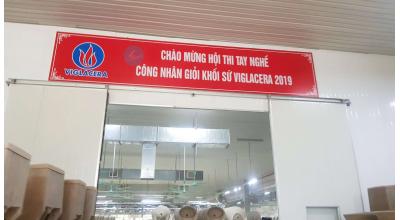 CHÀO MỪNG HỘI THI TAY NGHỀ
CÔNG NHÂN GIỎI KHỐI SỨ VIGLACERA 2019
VIGLACERA